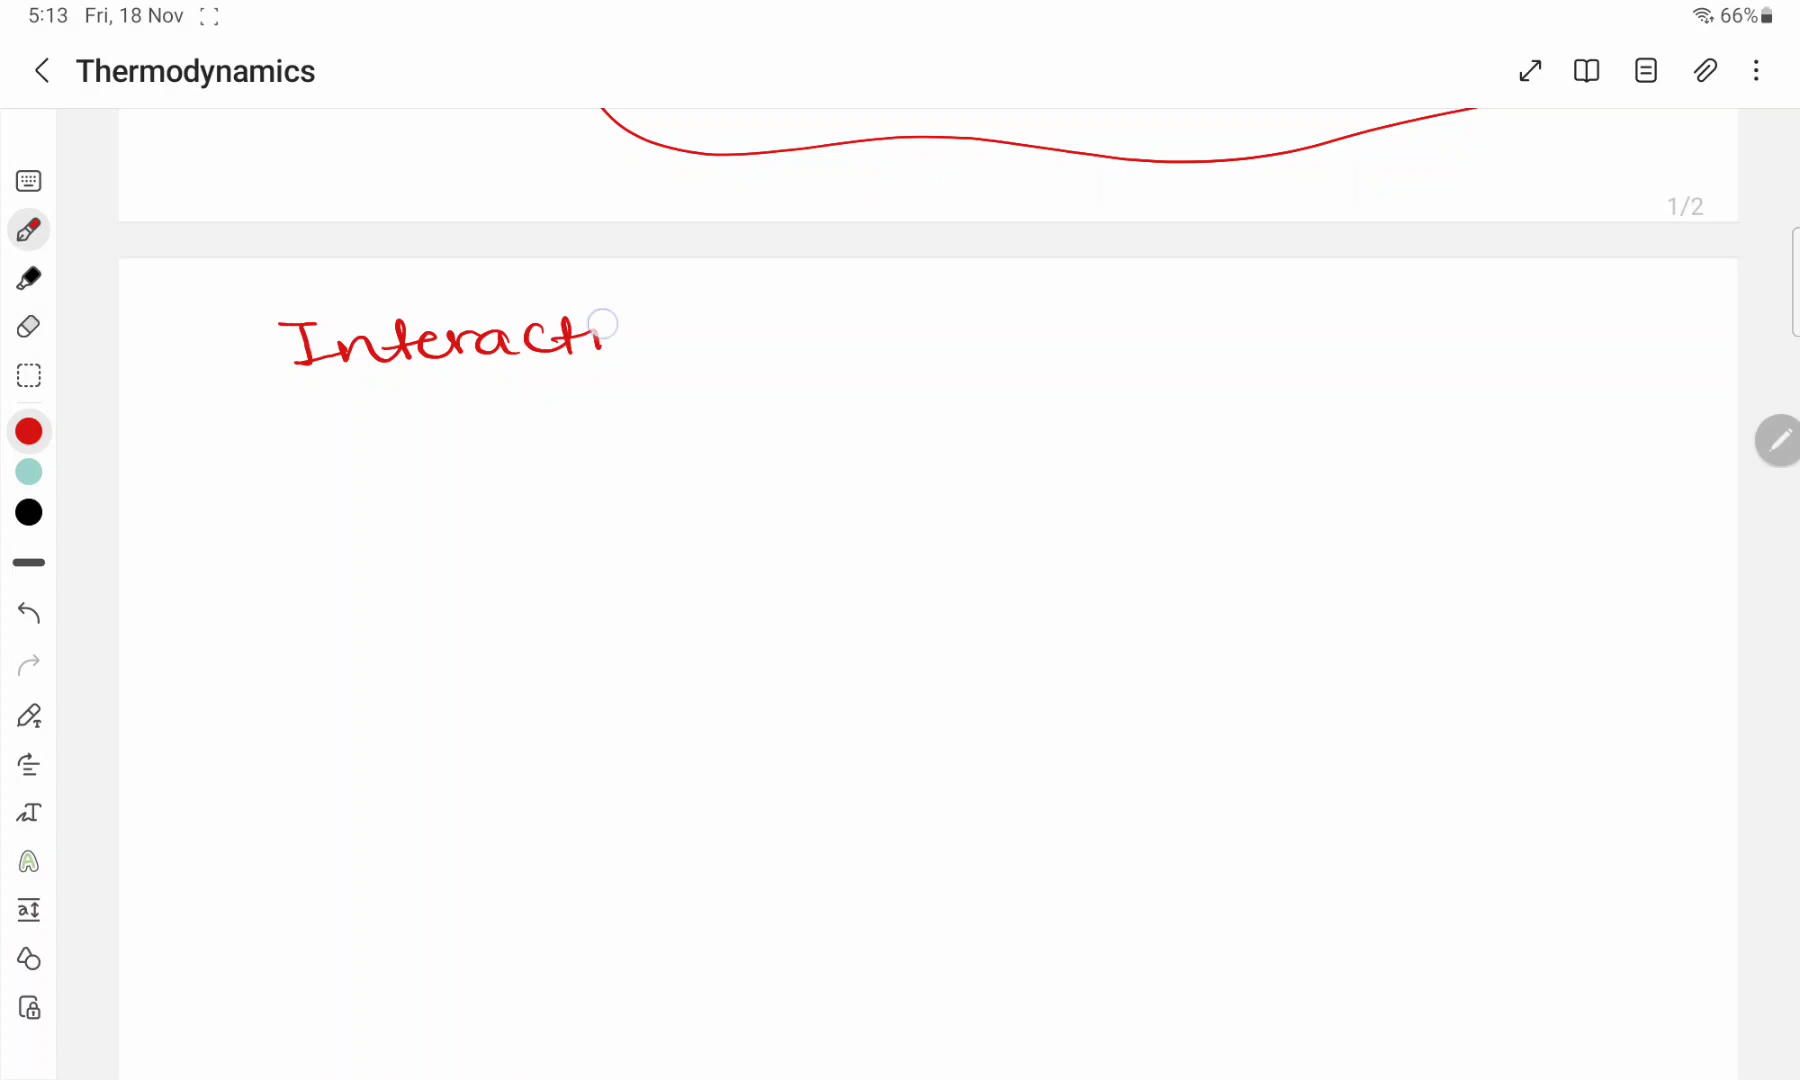 5:13 Fri, 18 Nov 66%
Thermodynamics
1/2
Interacti